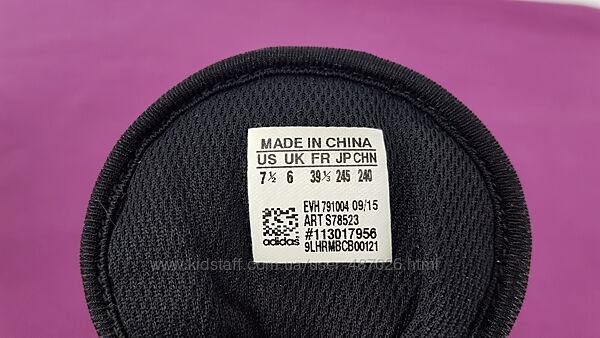 MADE IN CHINA
US UK FR JP CHN
7½ 6 39⅓ 245 240
EVH 791004 09/15
ART S78523
#113017956
9LHRMBCB00121
adidas
www.kidstaff.com.ua/user-487026.html